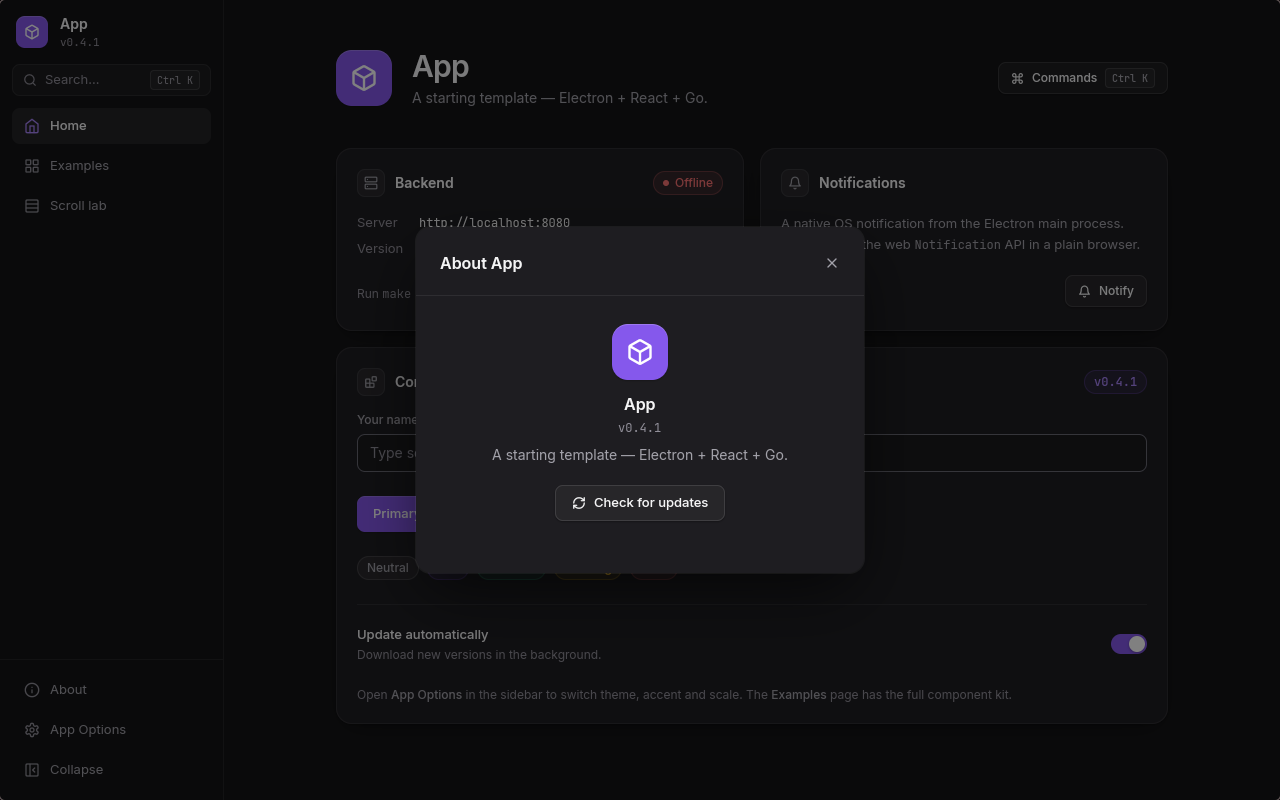 App
v0.4.1
Search...
Ctrl K
Home
Examples
Scroll lab
About
App Options
Collapse
App
A starting template — Electron + React + Go.
Commands
Ctrl K
Backend
Offline
Server
http://localhost:8080
Version
Run make
Notifications
A native OS notification from the Electron main process.
the web Notification API in a plain browser.
Notify
v0.4.1
Your name
Primary
Neutral
Update automatically
Download new versions in the background.
Open App Options in the sidebar to switch theme, accent and scale. The Examples page has the full component kit.
About App
App
v0.4.1
A starting template — Electron + React + Go.
Check for updates